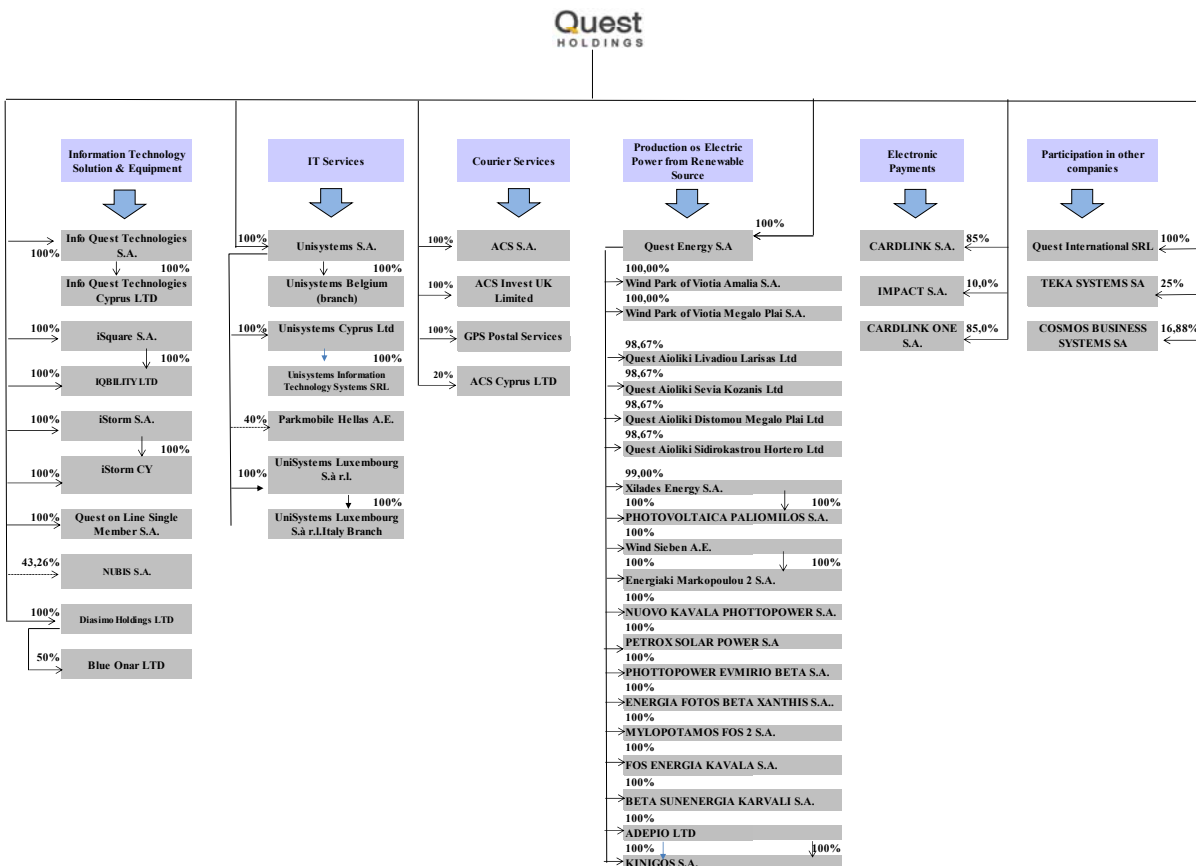 Quest
HOLDINGS
Information Technology
Solution & Equipment
IT Services
Courier Services
Production os Electric
Power from Renewable
Source
Electronic
Payments
Participation in other
companies
100%
Info Quest Technologies
S.A.
100%
Info Quest Technologies
Cyprus LTD
100%
iSquare S.A.
100%
100%
IQBILITY LTD
100%
iStorm S.A.
100%
100%
iStorm CY
100%
Quest on Line Single
Member S.A.
43,26%
NUBIS S.A.
100%
Diasimo Holdings LTD
50%
Blue Onar LTD
100%
Unisystems S.A.
100%
Unisystems Belgium
(branch)
100%
Unisystems Cyprus Ltd
100%
Unisystems Information
Technology Systems SRL
40%
Parkmobile Hellas A.E.
100%
UniSystems Luxembourg
S.à r.l.
100%
UniSystems Luxembourg
S.à r.l.Italy Branch
100%
ACS S.A.
100%
ACS Invest UK
Limited
100%
GPS Postal Services
20%
ACS Cyprus LTD
100%
Quest Energy S.A
100,00%
Wind Park of Viotia Amalia S.A.
100,00%
Wind Park of Viotia Megalo Plai S.A.
98,67%
Quest Aioliki Livadiou Larisas Ltd
98,67%
Quest Aioliki Sevia Kozanis Ltd
98,67%
Quest Aioliki Distomou Megalo Plai Ltd
98,67%
Quest Aioliki Sidirokastrou Hortero Ltd
99,00%
Xilades Energy S.A.
100% 100%
PHOTOVOLTAICA PALIOMILOS S.A.
100%
Wind Sieben A.E.
100% 100%
Energiaki Markopoulou 2 S.A.
100%
NUOVO KAVALA PHOTTOPOWER S.A.
100%
PETROX SOLAR POWER S.A
100%
PHOTTOPOWER EVMIRIO BETA S.A.
100%
ENERGIA FOTOS BETA XANTHIS S.A..
100%
MYLOPOTAMOS FOS 2 S.A.
100%
FOS ENERGIA KAVALA S.A.
100%
BETA SUNENERGIA KARVALI S.A.
100%
ADEPIO LTD
100% 100%
KINIGOS S.A.
CARDLINK S.A.
85%
IMPACT S.A.
10,0%
CARDLINK ONE
S.A.
85,0%
Quest International SRL
100%
TEKA SYSTEMS SA
25%
COSMOS BUSINESS
SYSTEMS SA
16,88%